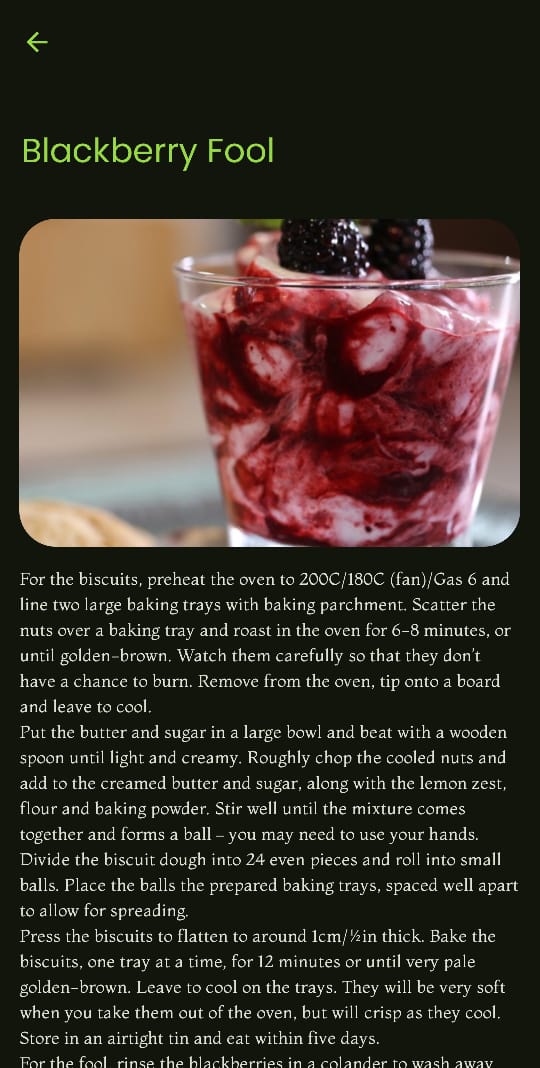 Blackberry Fool
For the biscuits, preheat the oven to 200C/180C (fan)/Gas 6 and
line two large baking trays with baking parchment. Scatter the
nuts over a baking tray and roast in the oven for 6-8 minutes, or
until golden-brown. Watch them carefully so that they don't
have a chance to burn. Remove from the oven, tip onto a board
and leave to cool.
Put the butter and sugar in a large bowl and beat with a wooden
spoon until light and creamy. Roughly chop the cooled nuts and
add to the creamed butter and sugar, along with the lemon zest,
flour and baking powder. Stir well until the mixture comes
together and forms a ball – you may need to use your hands.
Divide the biscuit dough into 24 even pieces and roll into small
balls. Place the balls the prepared baking trays, spaced well apart
to allow for spreading.
Press the biscuits to flatten to around 1cm/½in thick. Bake the
biscuits, one tray at a time, for 12 minutes or until very pale
golden-brown. Leave to cool on the trays. They will be very soft
when you take them out of the oven, but will crisp as they cool.
Store in an airtight tin and eat within five days.
For the fool, rinse the blackberries in a colander to wash away